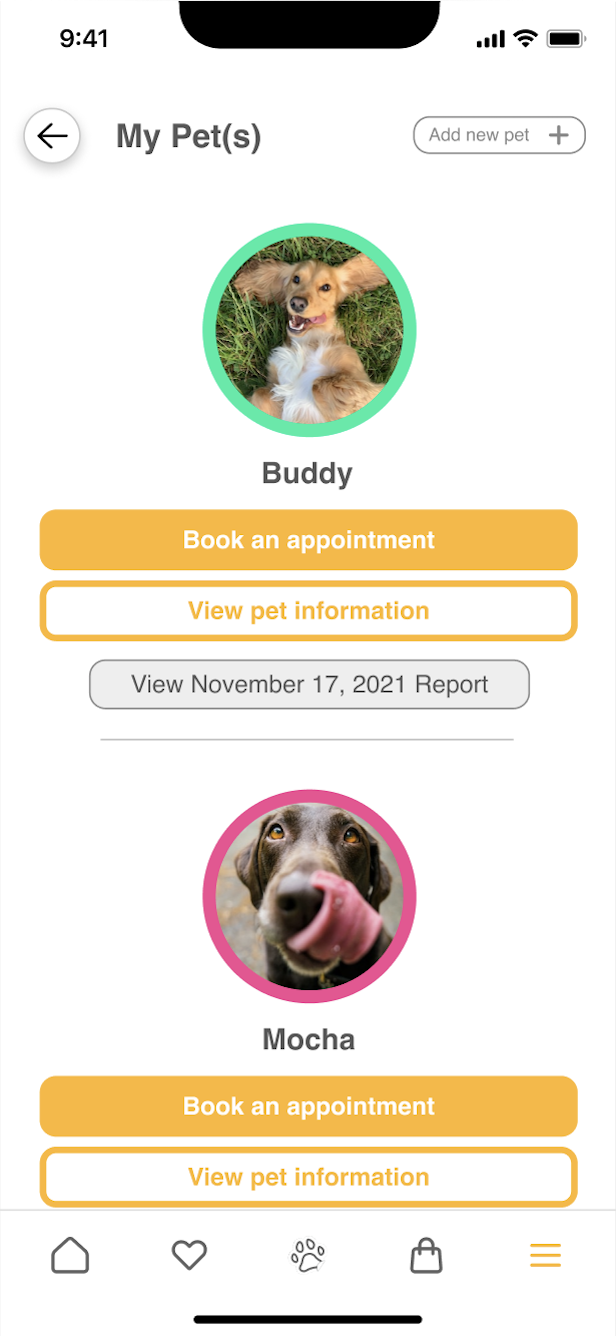 9:41
My Pet(s)
Add new pet +
Buddy
Book an appointment
View pet information
View November 17, 2021 Report
Mocha
Book an appointment
View pet information